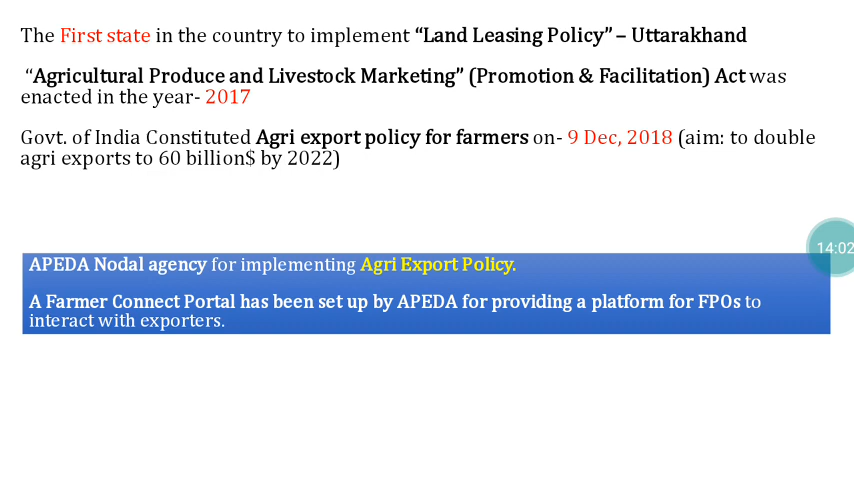 The First state in the country to implement “Land Leasing Policy” – Uttarakhand
“Agricultural Produce and Livestock Marketing” (Promotion & Facilitation) Act was
enacted in the year- 2017
Govt. of India Constituted Agri export policy for farmers on- 9 Dec, 2018 (aim: to double
agri exports to 60 billion$ by 2022)
14:02
APEDA Nodal agency for implementing Agri Export Policy.
A Farmer Connect Portal has been set up by APEDA for providing a platform for FPOs to
interact with exporters.